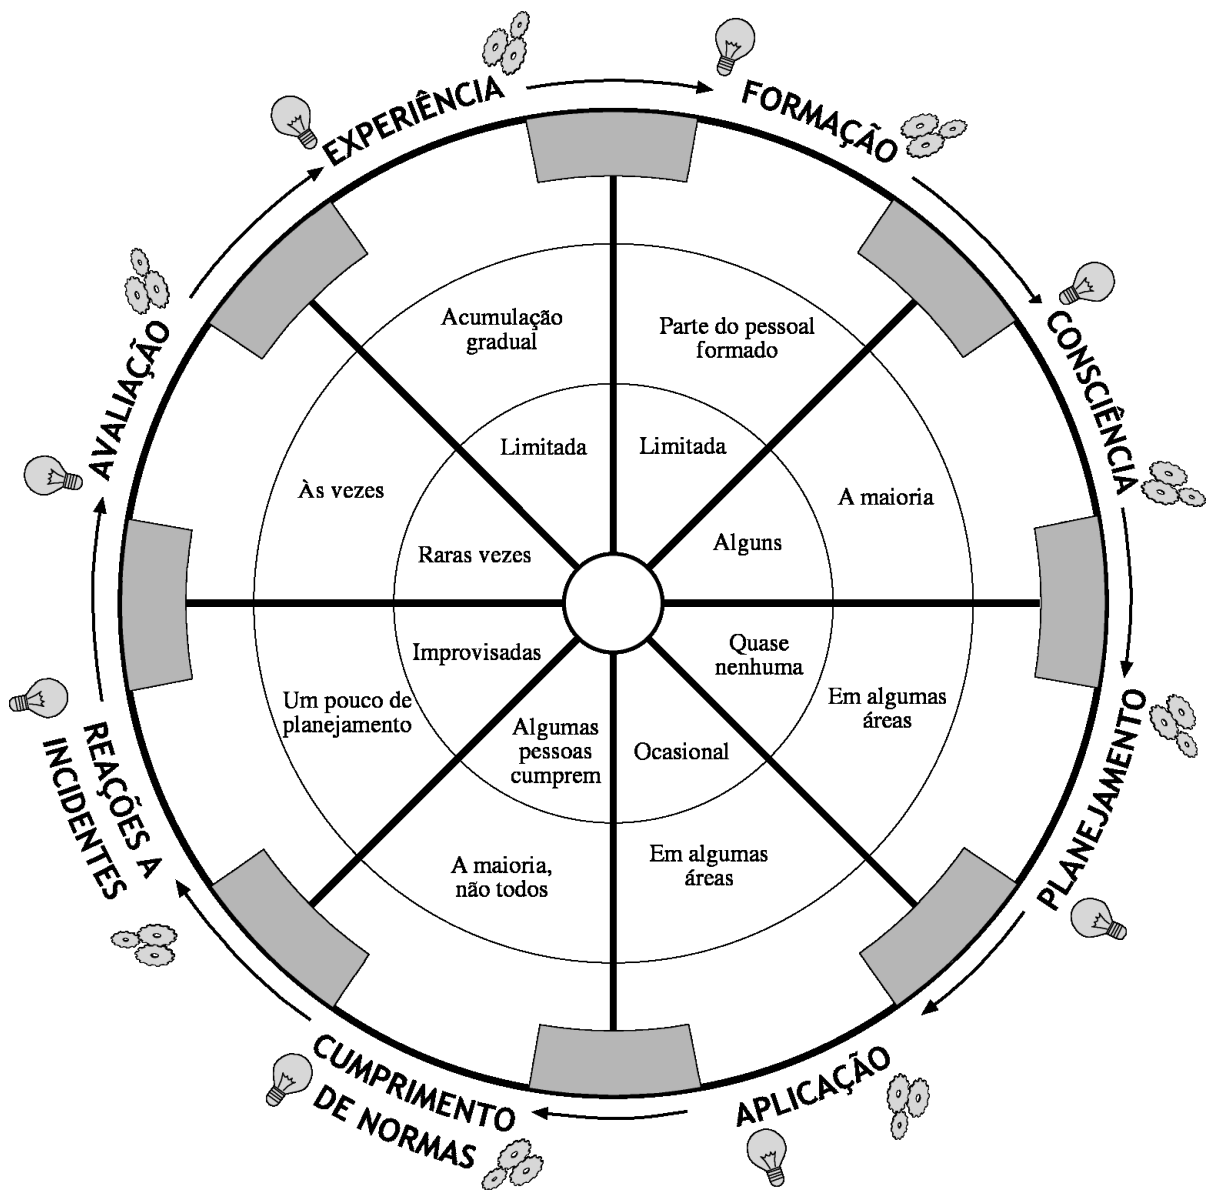 EXPERIÊNCIA
FORMAÇÃO
CONSCIÊNCIA
PLANEJAMENTO
APLICAÇÃO
CUMPRIMENTO
DE NORMAS
REAÇÕES A
INCIDENTES
AVALIAÇÃO
Acumulação
gradual
Limitada
Parte do pessoal
formado
Limitada
A maioria
Alguns
Em algumas
áreas
Quase
nenhuma
Em algumas
áreas
Ocasional
A maioria,
não todos
Algumas
pessoas
cumprem
Um pouco de
planejamento
Improvisadas
Às vezes
Raras vezes